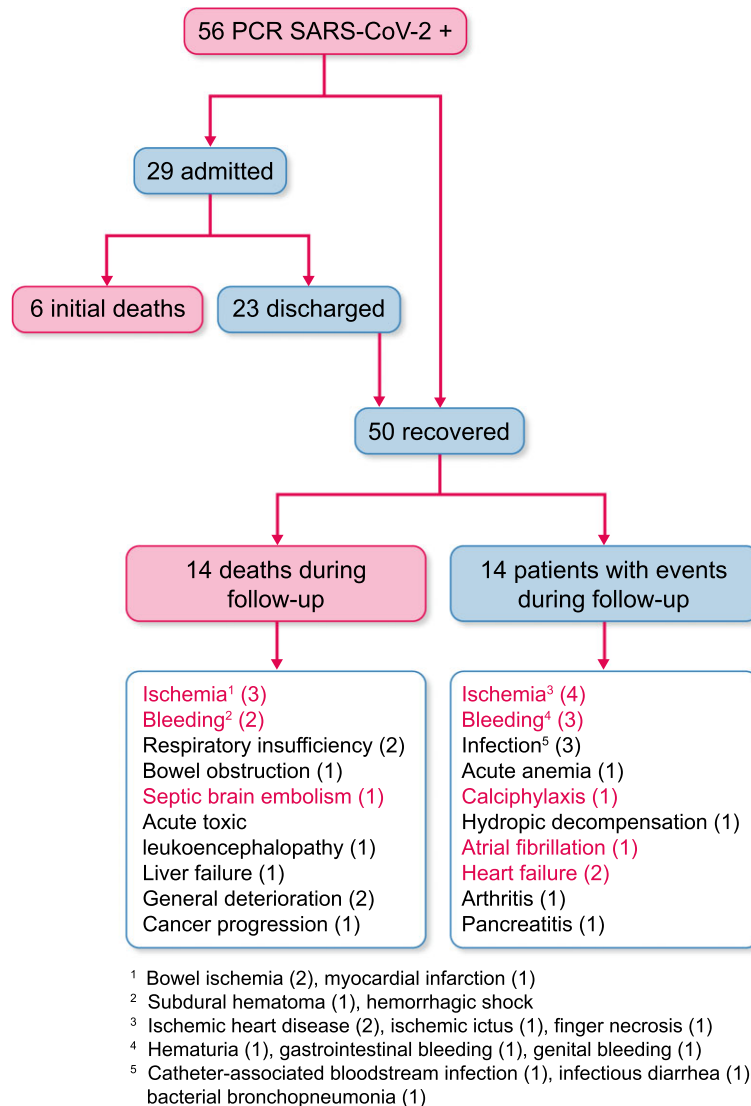 56 PCR SARS-CoV-2 +
29 admitted
6 initial deaths
23 discharged
50 recovered
14 deaths during
follow-up
14 patients with events
during follow-up
Ischemia¹ (3)
Bleeding² (2)
Respiratory insufficiency (2)
Bowel obstruction (1)
Septic brain embolism (1)
Acute toxic
leukoencephalopathy (1)
Liver failure (1)
General deterioration (2)
Cancer progression (1)
Ischemia³ (4)
Bleeding⁴ (3)
Infection⁵ (3)
Acute anemia (1)
Calciphylaxis (1)
Hydropic decompensation (1)
Atrial fibrillation (1)
Heart failure (2)
Arthritis (1)
Pancreatitis (1)
¹ Bowel ischemia (2), myocardial infarction (1)
² Subdural hematoma (1), hemorrhagic shock
³ Ischemic heart disease (2), ischemic ictus (1), finger necrosis (1)
⁴ Hematuria (1), gastrointestinal bleeding (1), genital bleeding (1)
⁵ Catheter-associated bloodstream infection (1), infectious diarrhea (1)
bacterial bronchopneumonia (1)